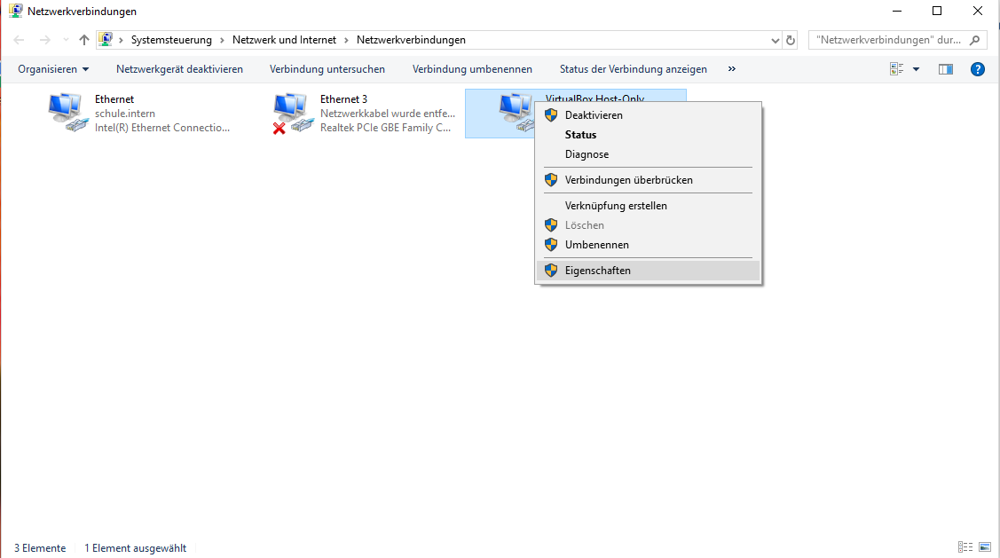 Netzwerkverbindungen
Systemsteuerung > Netzwerk und Internet > Netzwerkverbindungen
"Netzwerkverbindungen" dur...
Organisieren Netzwerkgerät deaktivieren Verbindung untersuchen Verbindung umbenennen Status der Verbindung anzeigen »
Ethernet
schule.intern
Intel(R) Ethernet Connectio...
Ethernet 3
Netzwerkkabel wurde entfe...
Realtek PCIe GBE Family C...
VirtualBox Host-Only
Deaktivieren
Status
Diagnose
Verbindungen überbrücken
Verknüpfung erstellen
Löschen
Umbenennen
Eigenschaften
3 Elemente 1 Element ausgewählt